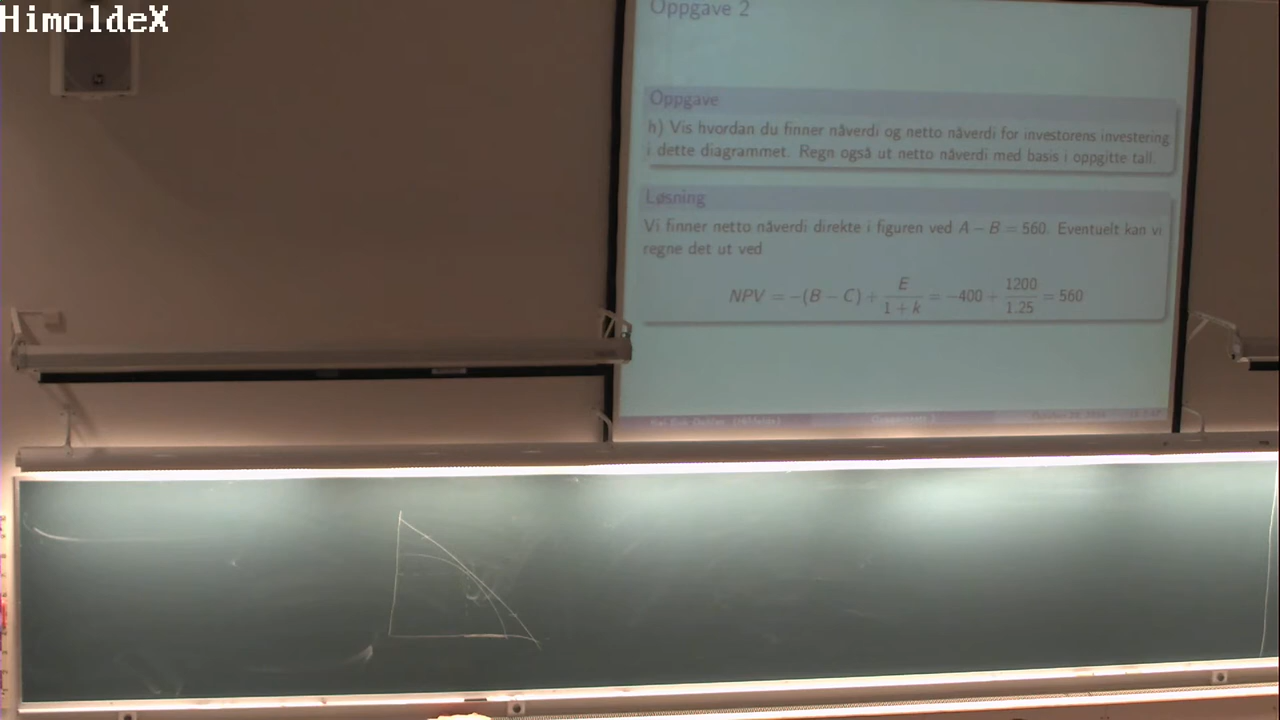 HimoldeX
Oppgave 2
Oppgave
h) Vis hvordan du finner nåverdi og netto nåverdi for investorens investering
i dette diagrammet. Regn også ut netto nåverdi med basis i oppgitte tall.
Løsning
Vi finner netto nåverdi direkte i figuren ved A − B = 560. Eventuelt kan vi
regne det ut ved
NPV = −(B − C) + E / (1 + k) = −400 + 1200 / 1.25 = 560